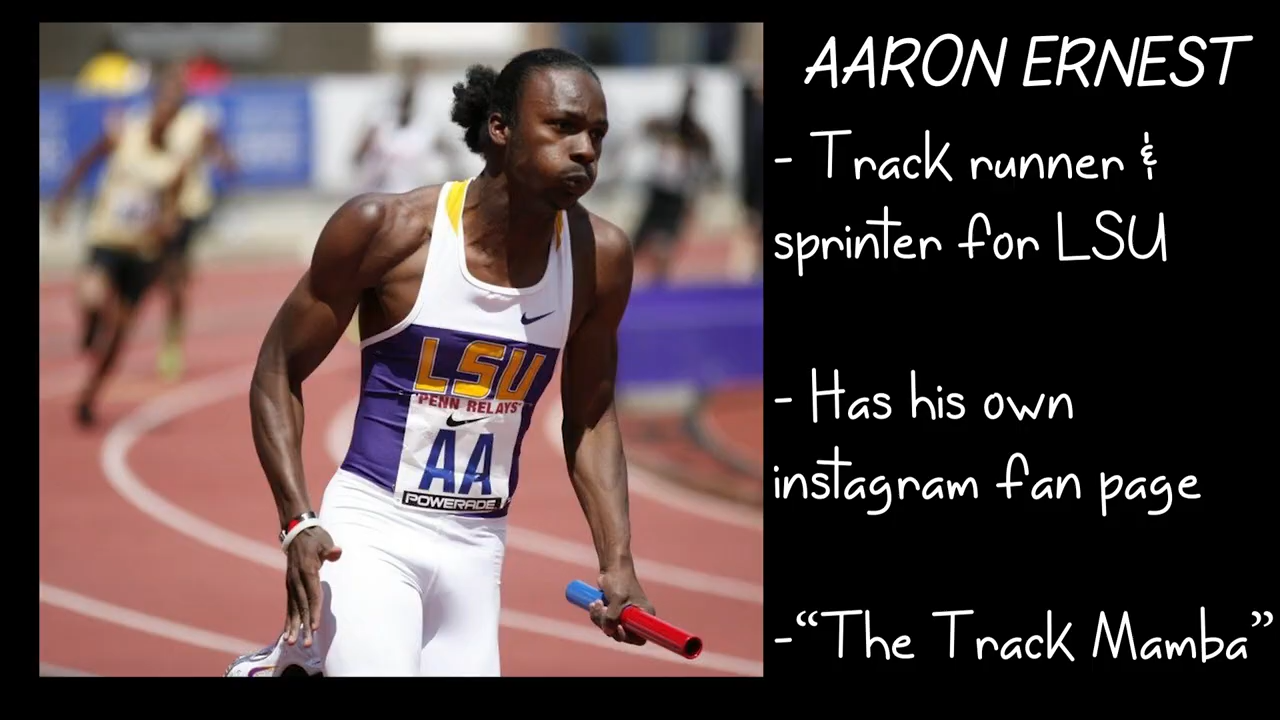 AARON ERNEST
- Track runner &
sprinter for LSU
- Has his own
instagram fan page
-“The Track Mamba”
LSU
"PENN RELAYS"
AA
POWERADE